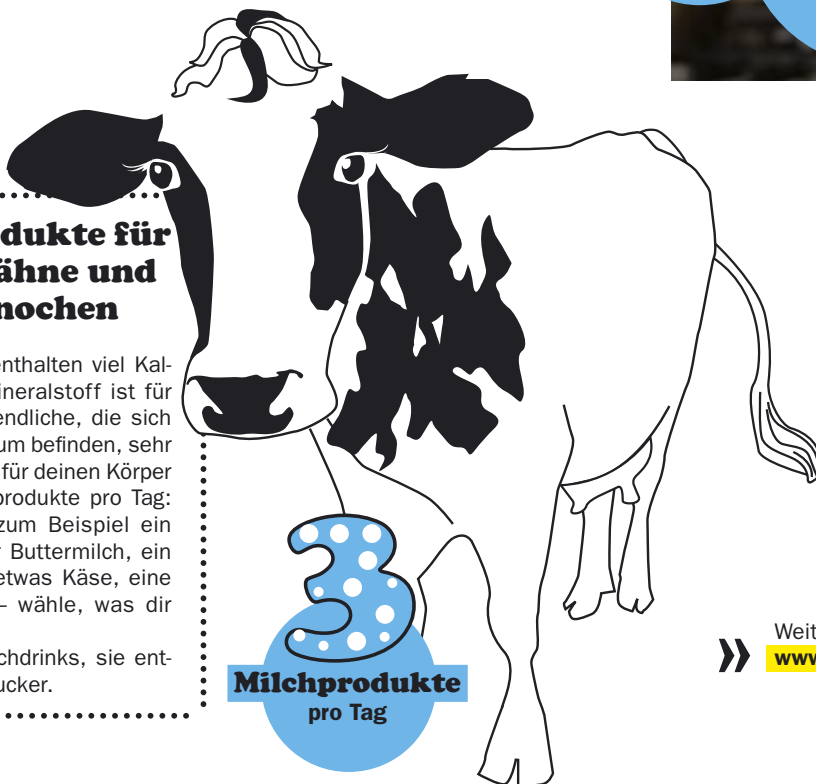 dukte für
ähne und
nochen
enthalten viel Kal-
ineralstoff ist für
endliche, die sich
um befinden, sehr
für deinen Körper
produkte pro Tag:
zum Beispiel ein
r Buttermilch, ein
etwas Käse, eine
– wähle, was dir
chdrinks, sie ent-
ucker.
3
Milchprodukte
pro Tag
Weit
www